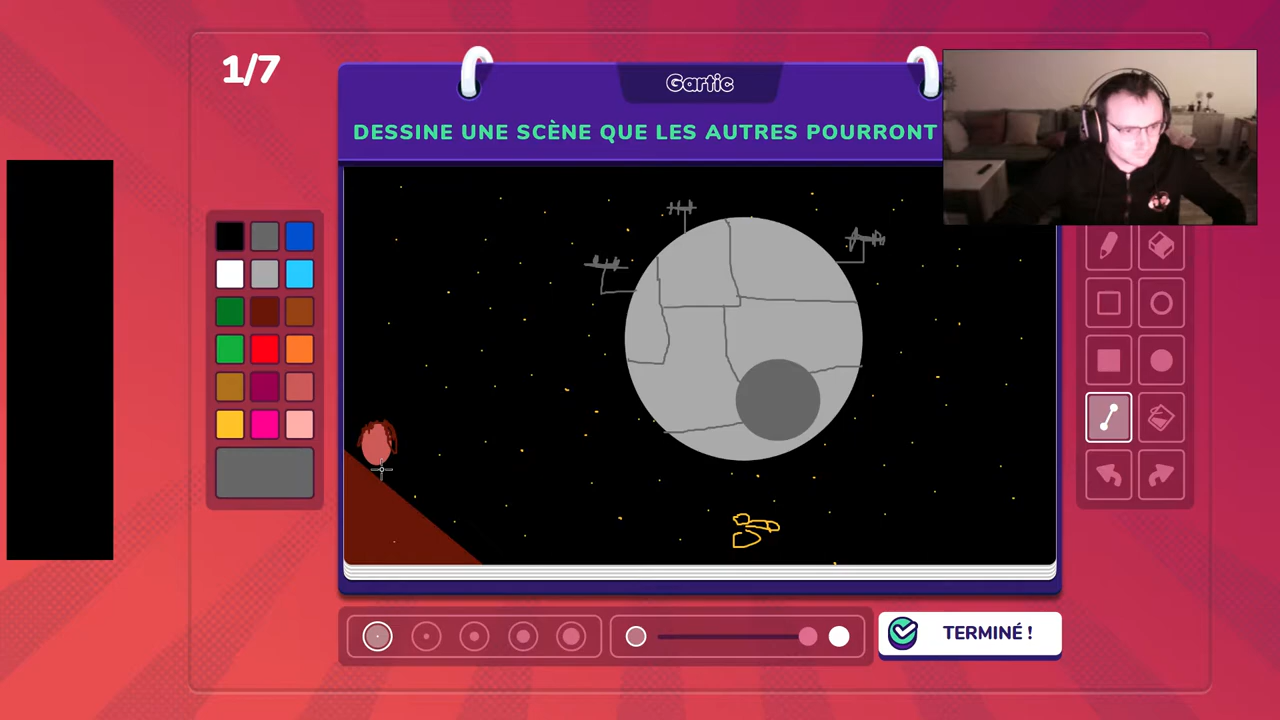 1/7
Gartic
DESSINE UNE SCÈNE QUE LES AUTRES POURRONT
TERMINÉ !